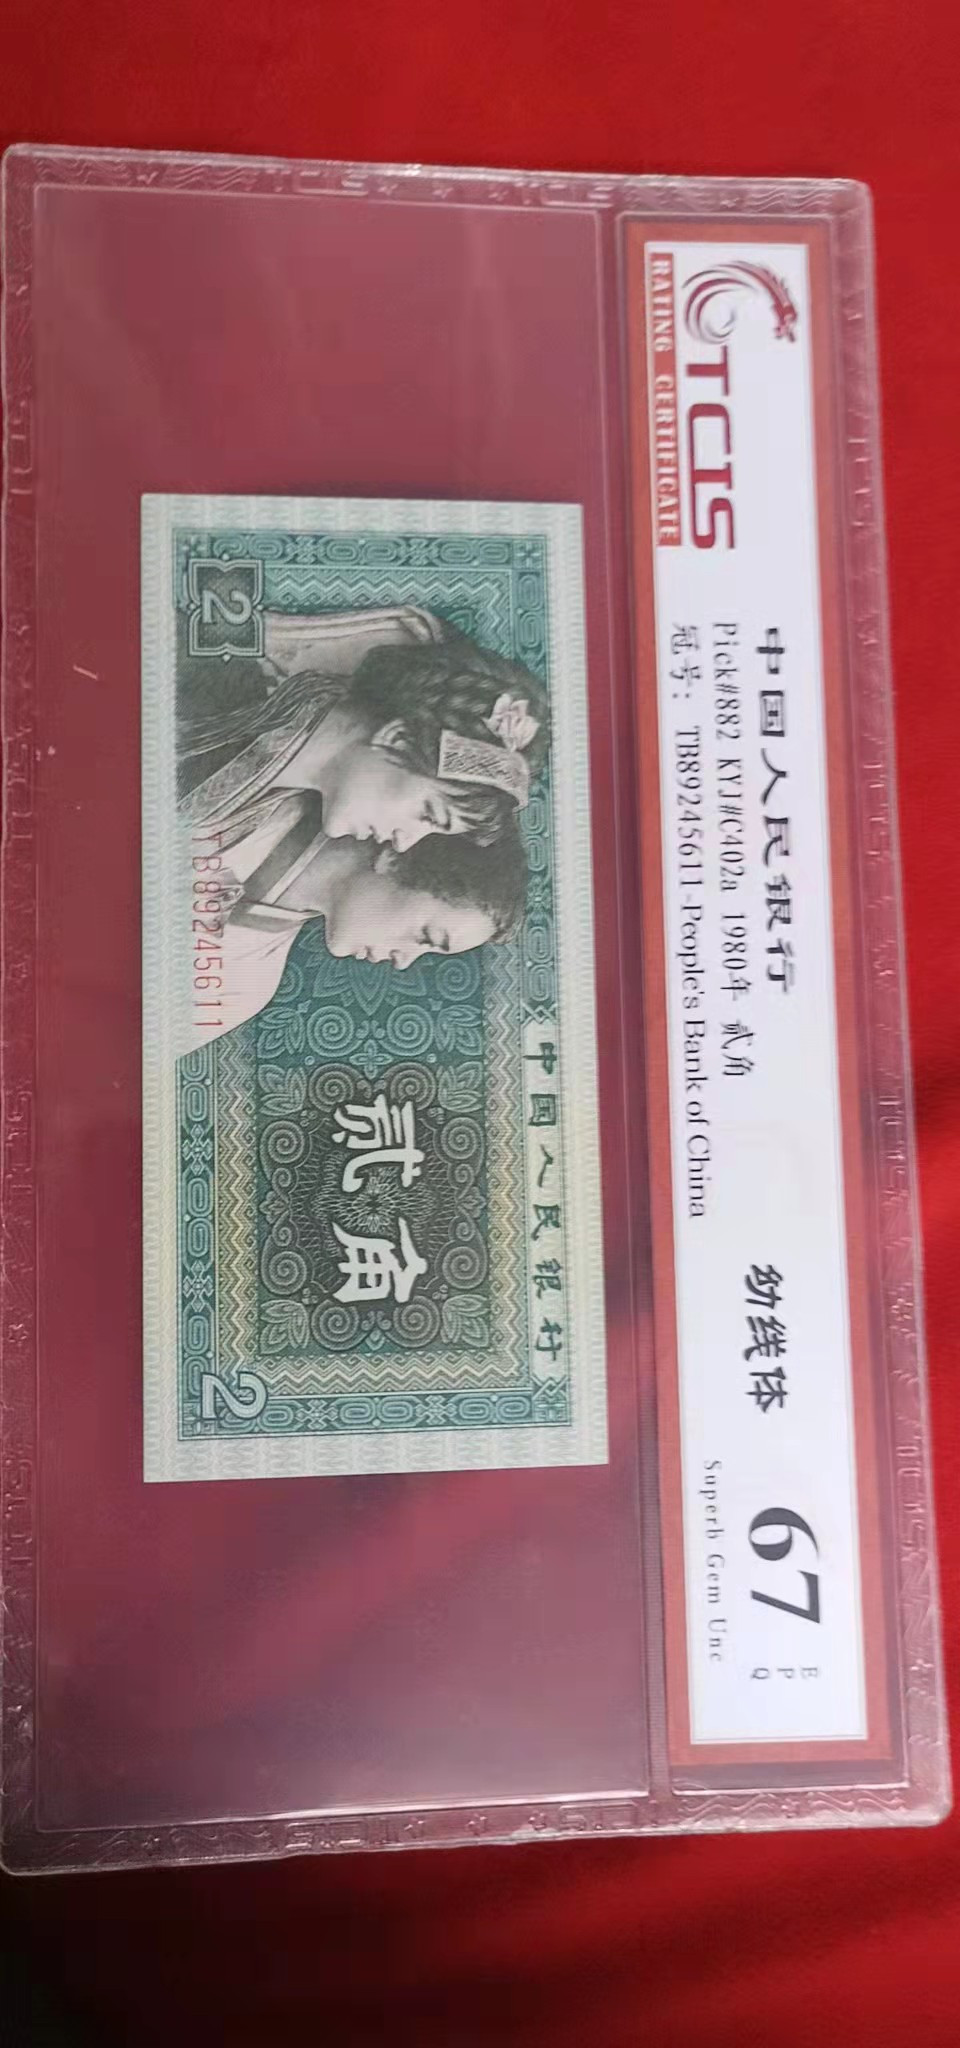 TCIS
RATING CERTIFICATE
中国人民银行
Pick#882 KYJ#C402a 1980年 贰角
冠号: TB89245611-People's Bank of China
幼线体
67
EPQ
Superb Gem Unc
中国人民银行
贰角
TB89245611
2
2